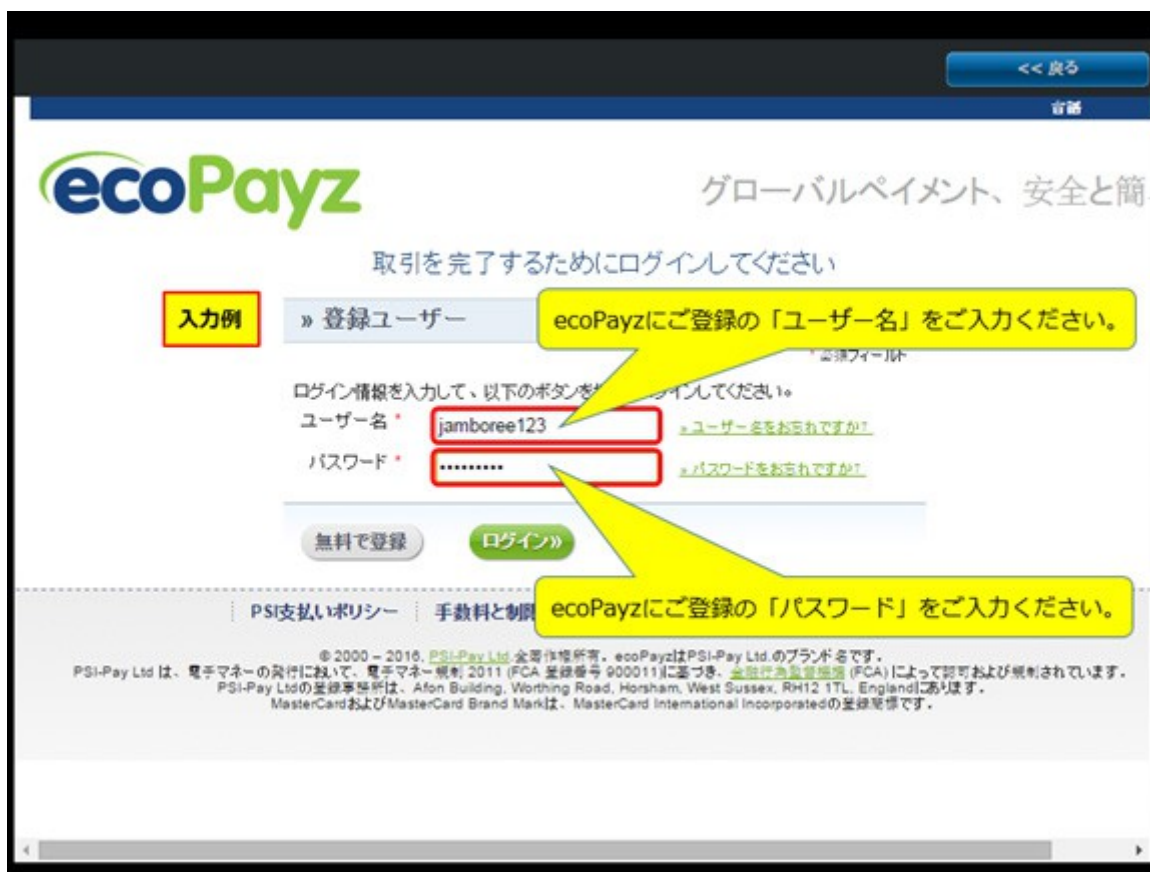 << 戻る
言語
ecoPayz
グローバルペイメント、安全と簡
取引を完了するためにログインしてください
入力例
» 登録ユーザー
ecoPayzにご登録の「ユーザー名」をご入力ください。
* 必須フィールド
ログイン情報を入力して、以下のボタンを
グインしてください。
ユーザー名 *
jamboree123
» ユーザー名をお忘れですか?
パスワード *
•••••••••
» パスワードをお忘れですか?
無料で登録
ログイン»
ecoPayzにご登録の「パスワード」をご入力ください。
PSI支払いポリシー
手数料と制限
© 2000 – 2016, PSI-Pay Ltd.全著作権所有。ecoPayzはPSI-Pay Ltd.のブランド名です。
PSI-Pay Ltd は、電子マネーの発行において、電子マネー規制 2011 (FCA 登録番号 900011)に基づき、金融行為監督機構 (FCA) によって認可および規制されています。
PSI-Pay Ltdの登録事務所は、Afon Building, Worthing Road, Horsham, West Sussex, RH12 1TL, Englandにあります。
MasterCardおよびMasterCard Brand Markは、MasterCard International Incorporatedの登録商標です。